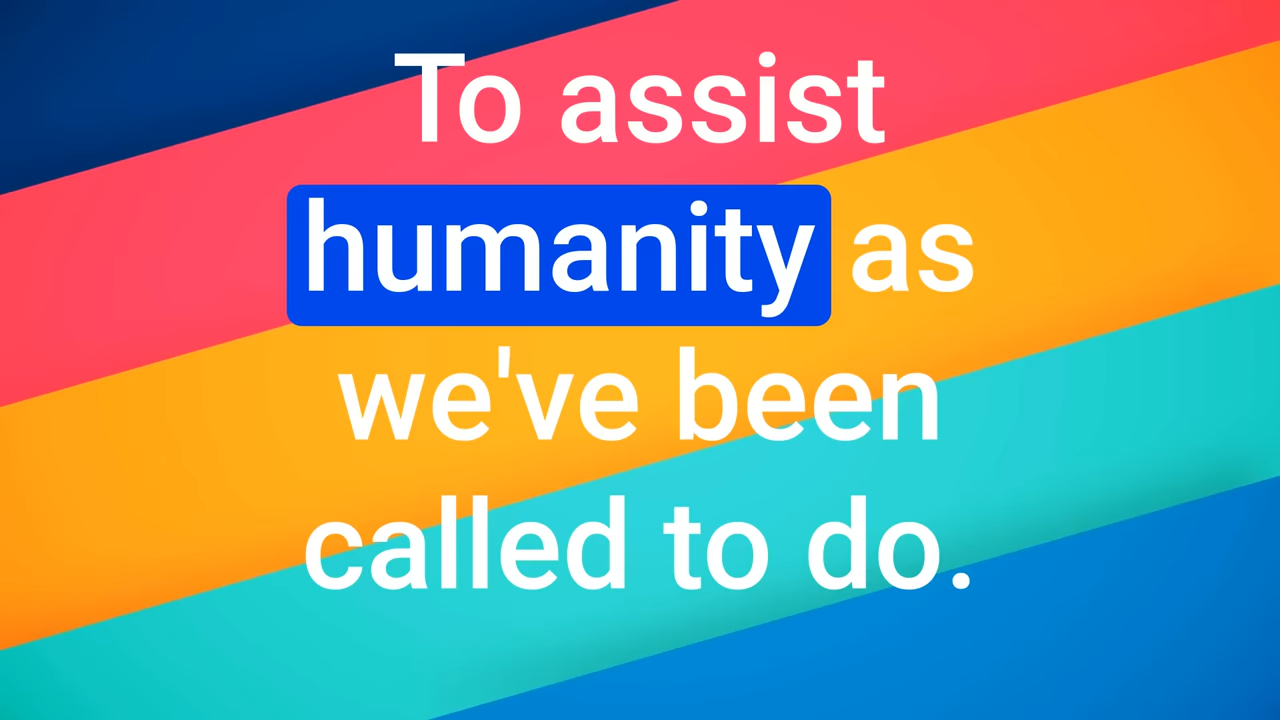 To assist
humanity as
we've been
called to do.